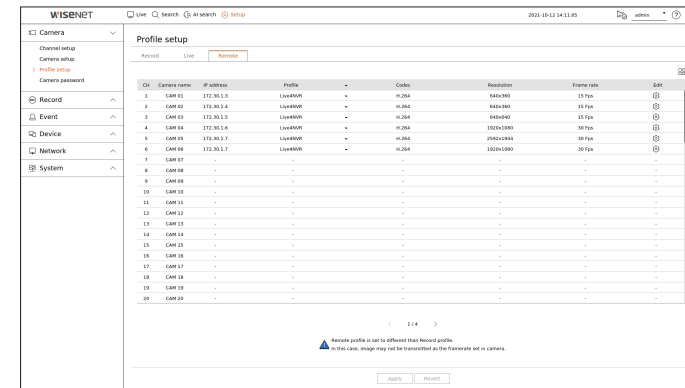 WISENET
Live Search AI search Setup 2021-10-12 14:11:05 admin ?
Camera
Channel setup
Camera setup
> Profile setup
Camera password
Record
Event
Device
Network
System
Profile setup
Record Live Remote
CH Camera name IP address Profile Codec Resolution Frame rate Edit
1 CAM 01 172.30.1.3 Live4NVR H.264 640x360 15 Fps
2 CAM 02 172.30.1.4 Live4NVR H.264 640x360 15 Fps
3 CAM 03 172.30.1.5 Live4NVR H.264 640x640 15 Fps
4 CAM 04 172.30.1.6 Live4NVR H.264 1920x1080 30 Fps
5 CAM 05 172.30.1.7 Live4NVR H.264 2592x1944 30 Fps
6 CAM 06 172.30.1.7 Live4NVR H.264 1920x1080 30 Fps
7 CAM 07 - - - - - -
8 CAM 08 - - - - - -
9 CAM 09 - - - - - -
10 CAM 10 - - - - - -
11 CAM 11 - - - - - -
12 CAM 12 - - - - - -
13 CAM 13 - - - - - -
14 CAM 14 - - - - - -
15 CAM 15 - - - - - -
16 CAM 16 - - - - - -
17 CAM 17 - - - - - -
18 CAM 18 - - - - - -
19 CAM 19 - - - - - -
20 CAM 20 - - - - - -
< 1 / 4 >
Remote profile is set to different than Record profile.
In this case, image may not be transmitted as the framerate set in camera.
Apply Revert